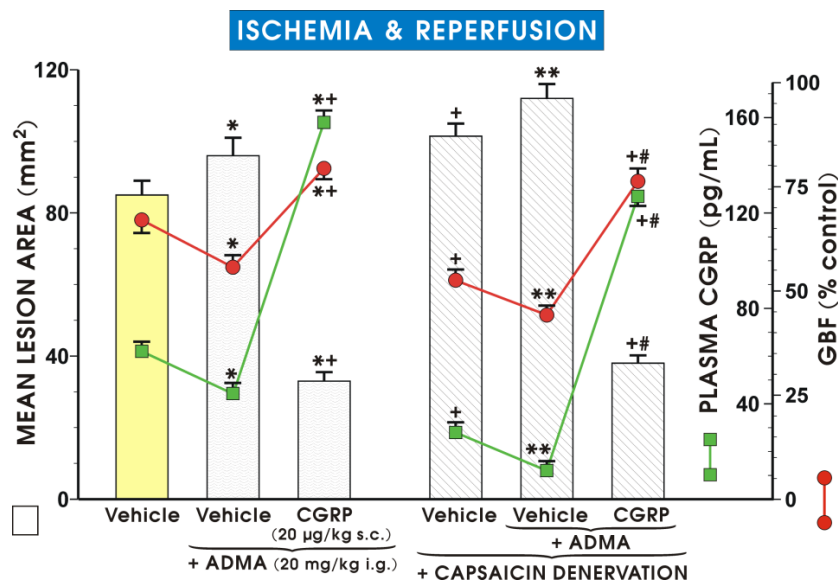 ISCHEMIA & REPERFUSION
MEAN LESION AREA (mm²)
120
80
40
0
*
*
*
*+
*+
*+
+
+
+
**
**
**
+#
+#
+#
160
120
80
40
0
PLASMA CGRP (pg/mL)
100
75
50
25
0
GBF (% control)
Vehicle
Vehicle
CGRP
(20 µg/kg s.c.)
+ ADMA (20 mg/kg i.g.)
Vehicle
Vehicle
CGRP
+ ADMA
+ CAPSAICIN DENERVATION